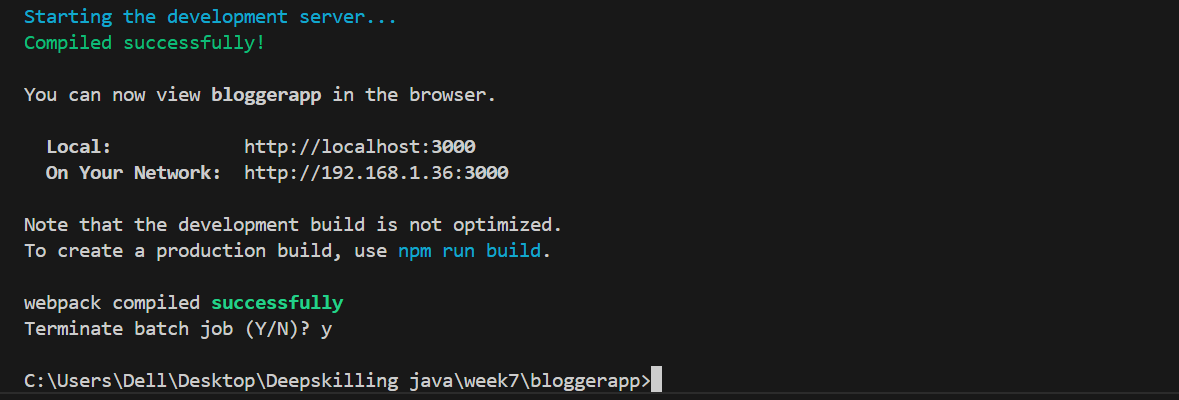 Starting the development server...
Compiled successfully!
You can now view bloggerapp in the browser.
Local: http://localhost:3000
On Your Network: http://192.168.1.36:3000
Note that the development build is not optimized.
To create a production build, use npm run build.
webpack compiled successfully
Terminate batch job (Y/N)? y
C:\Users\Dell\Desktop\Deepskilling java\week7\bloggerapp>